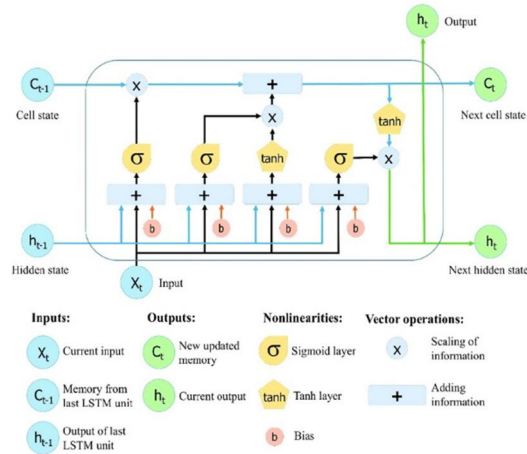 hₜ Output
Cₜ₋₁ x + Cₜ
Cell state Next cell state
tanh
x
σ σ tanh σ x
+ + + +
b b b b
hₜ₋₁ hₜ
Hidden state Next hidden state
Xₜ Input
Inputs: Outputs: Nonlinearities: Vector operations:
Xₜ Current input
Cₜ New updated
memory
σ Sigmoid layer
x Scaling of
information
Cₜ₋₁ Memory from
last LSTM unit
hₜ Current output
tanh Tanh layer
+ Adding
information
hₜ₋₁ Output of last
LSTM unit
b Bias